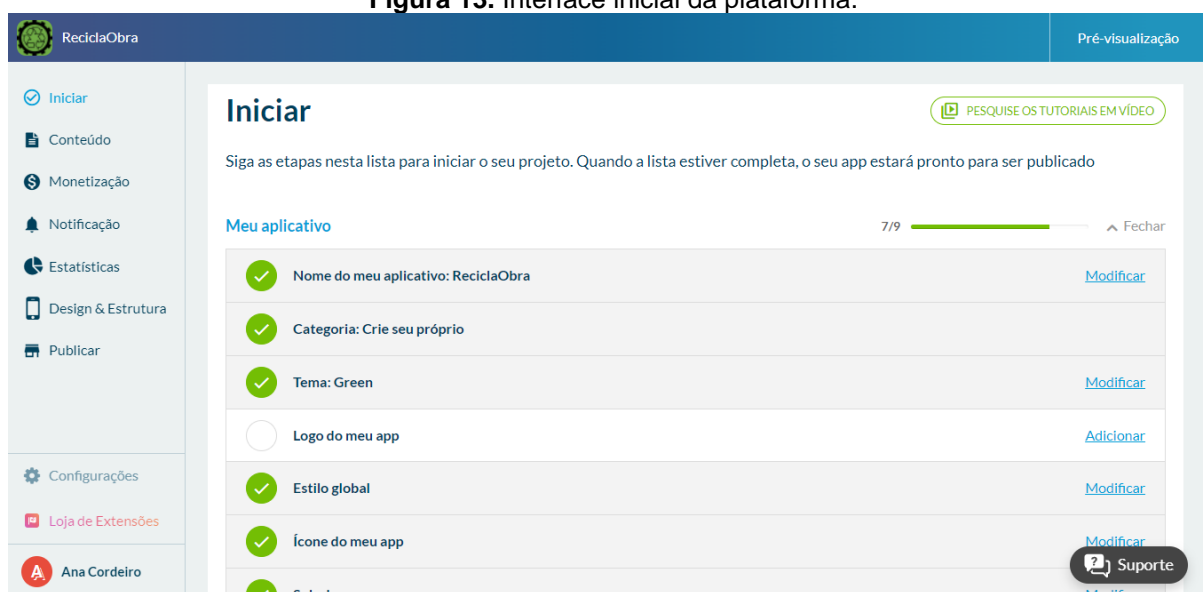 Figura 13. Interface inicial da plataforma.
ReciclaObra
Pré-visualização
Iniciar
Conteúdo
Monetização
Notificação
Estatísticas
Design & Estrutura
Publicar
Configurações
Loja de Extensões
Ana Cordeiro
Iniciar
PESQUISE OS TUTORIAIS EM VÍDEO
Siga as etapas nesta lista para iniciar o seu projeto. Quando a lista estiver completa, o seu app estará pronto para ser publicado
Meu aplicativo
7/9
Fechar
Nome do meu aplicativo: ReciclaObra
Modificar
Categoria: Crie seu próprio
Tema: Green
Modificar
Logo do meu app
Adicionar
Estilo global
Modificar
Ícone do meu app
Modificar
Suporte